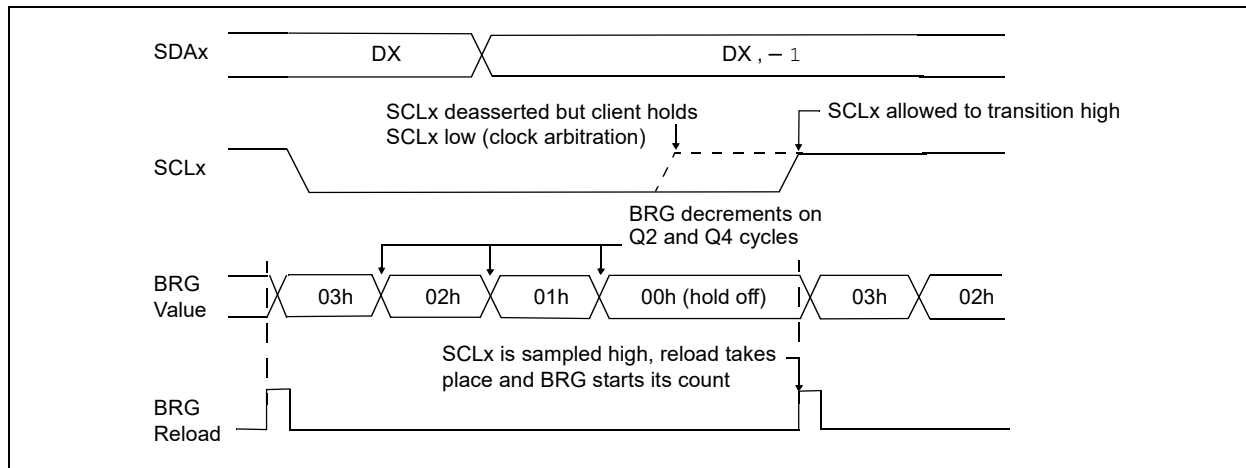 SDAx
DX
DX , – 1
SCLx deasserted but client holds
SCLx low (clock arbitration)
SCLx allowed to transition high
SCLx
BRG decrements on
Q2 and Q4 cycles
BRG
Value
03h
02h
01h
00h (hold off)
03h
02h
SCLx is sampled high, reload takes
place and BRG starts its count
BRG
Reload